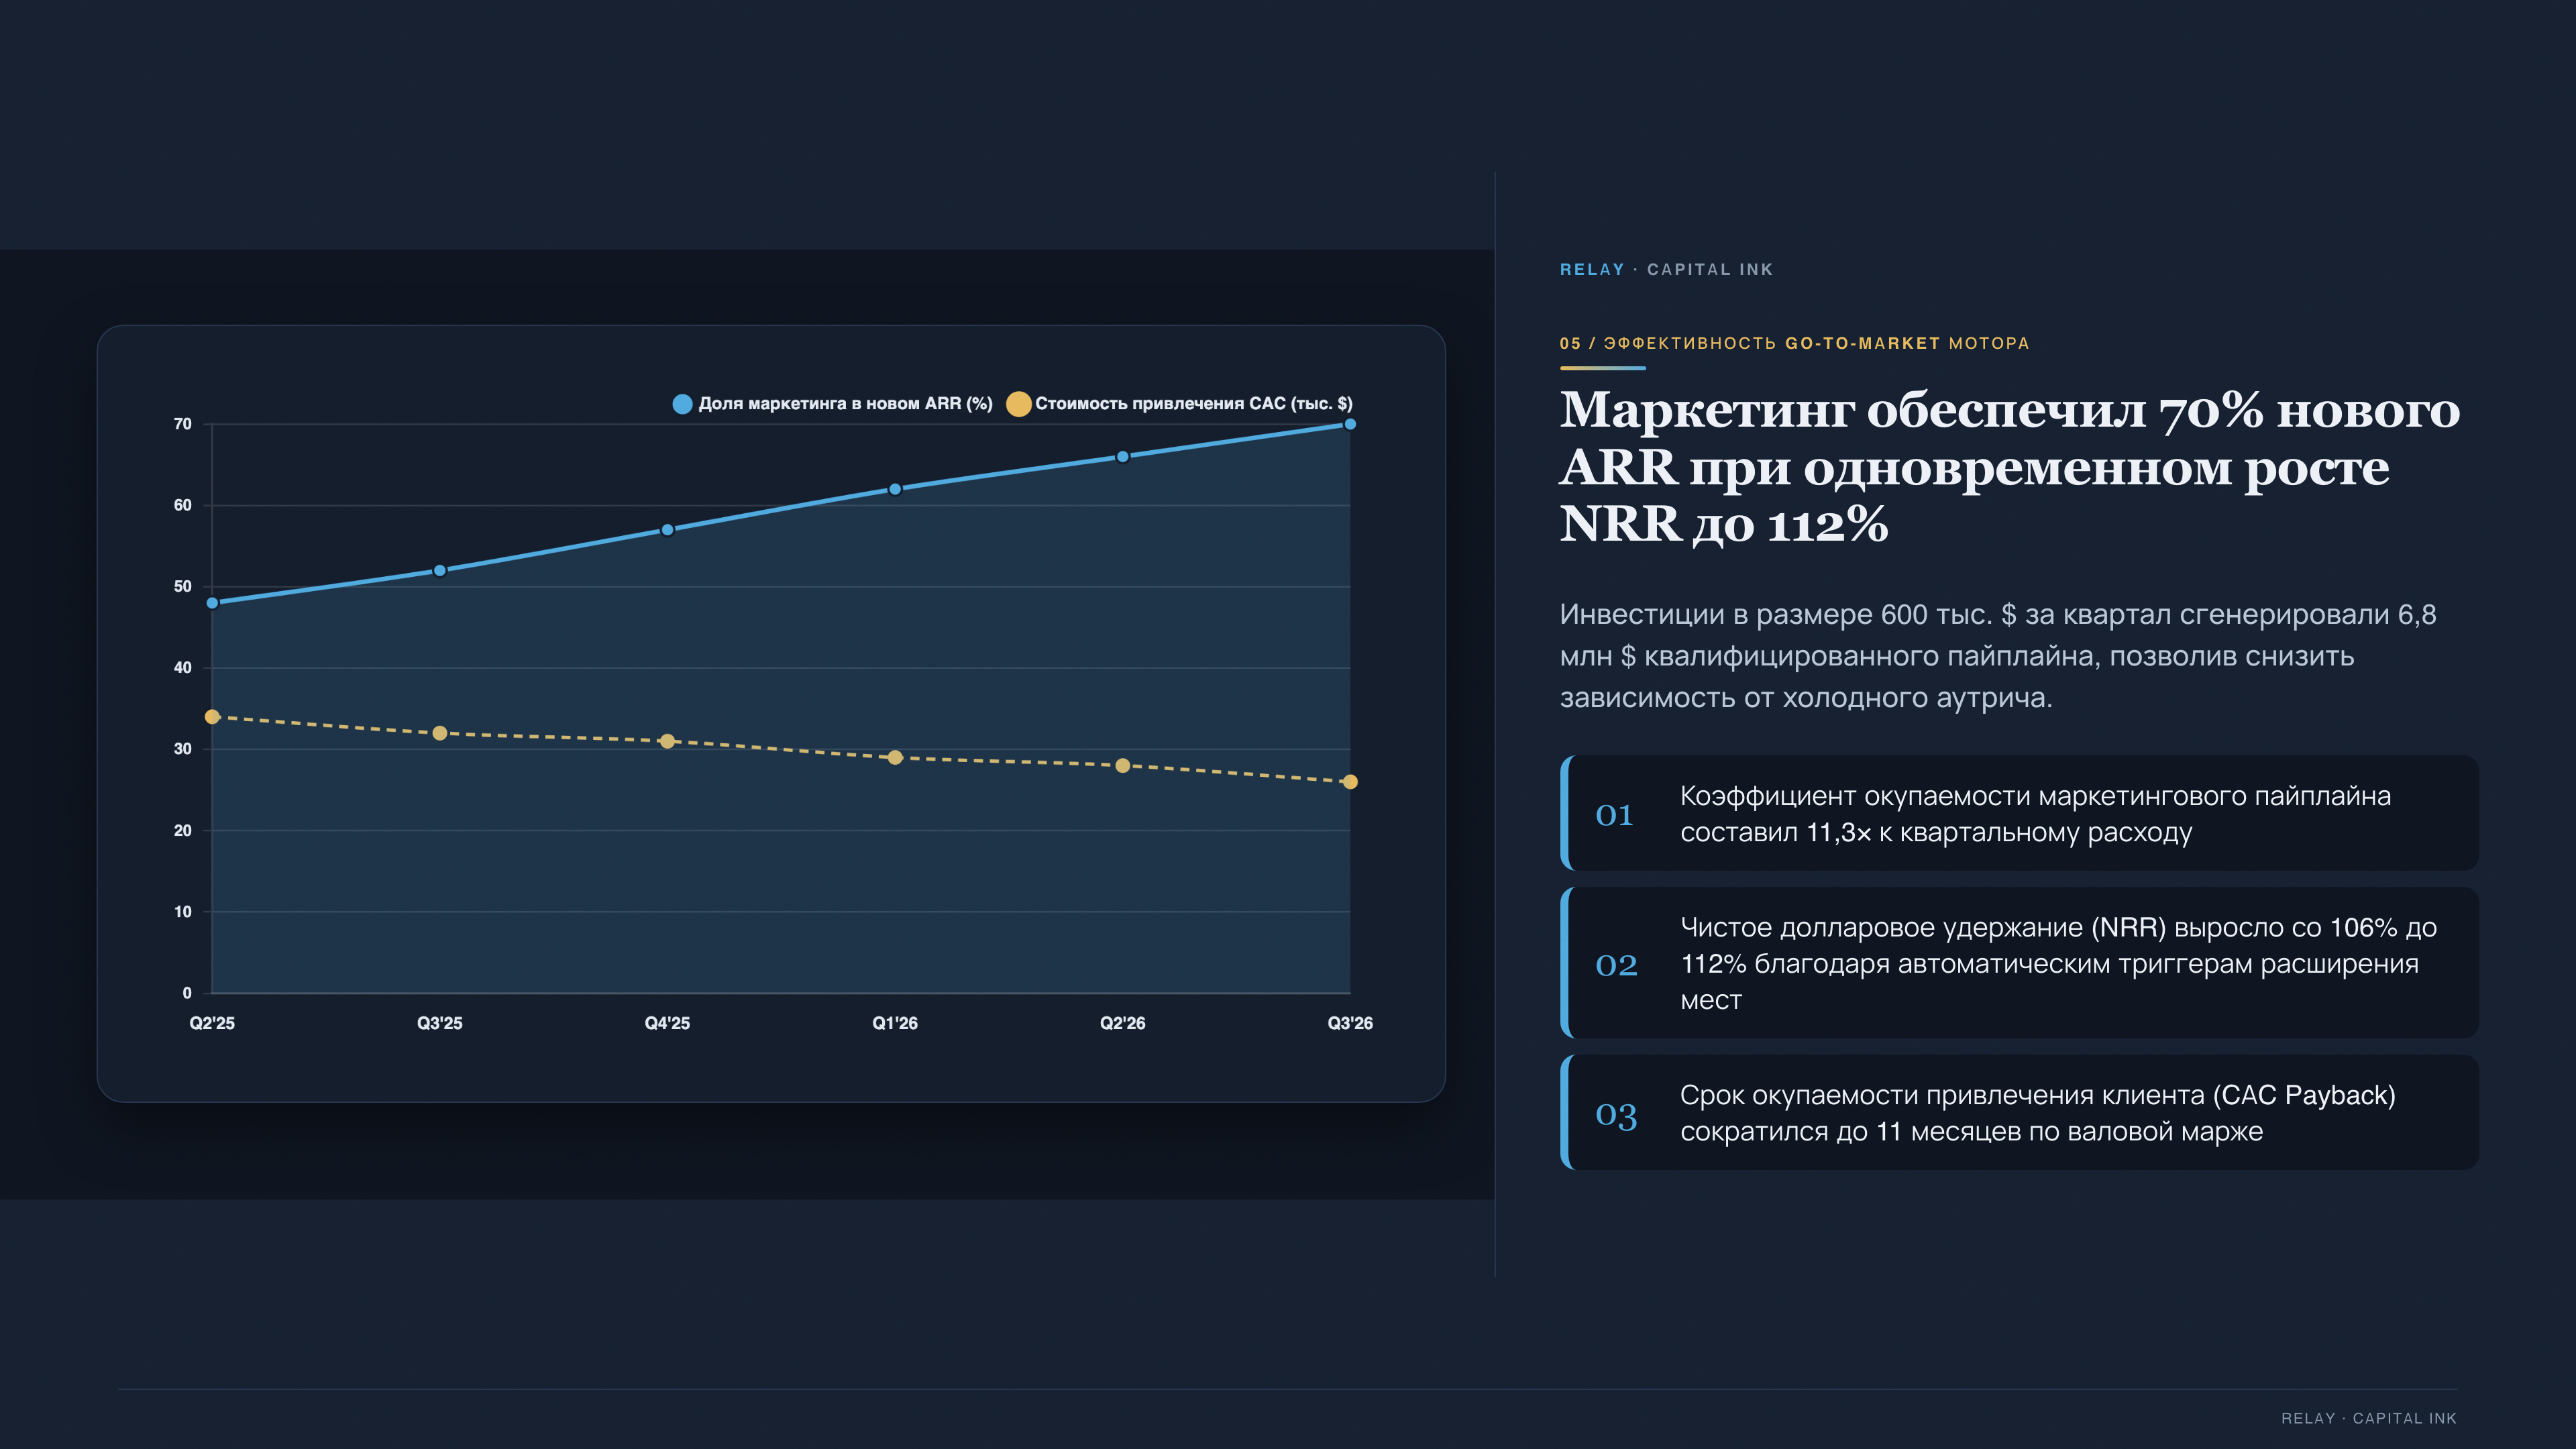 Доля маркетинга в новом ARR (%)
Стоимость привлечения CAC (тыс. $)
70
60
50
40
30
20
10
0
Q2'25
Q3'25
Q4'25
Q1'26
Q2'26
Q3'26
RELAY · CAPITAL INK
05 / ЭФФЕКТИВНОСТЬ GO-TO-MARKET МОТОРА
Маркетинг обеспечил 70% нового
ARR при одновременном росте
NRR до 112%
Инвестиции в размере 600 тыс. $ за квартал сгенерировали 6,8
млн $ квалифицированного пайплайна, позволив снизить
зависимость от холодного аутрича.
01
Коэффициент окупаемости маркетингового пайплайна
составил 11,3× к квартальному расходу
02
Чистое долларовое удержание (NRR) выросло со 106% до
112% благодаря автоматическим триггерам расширения
мест
03
Срок окупаемости привлечения клиента (CAC Payback)
сократился до 11 месяцев по валовой марже
RELAY · CAPITAL INK